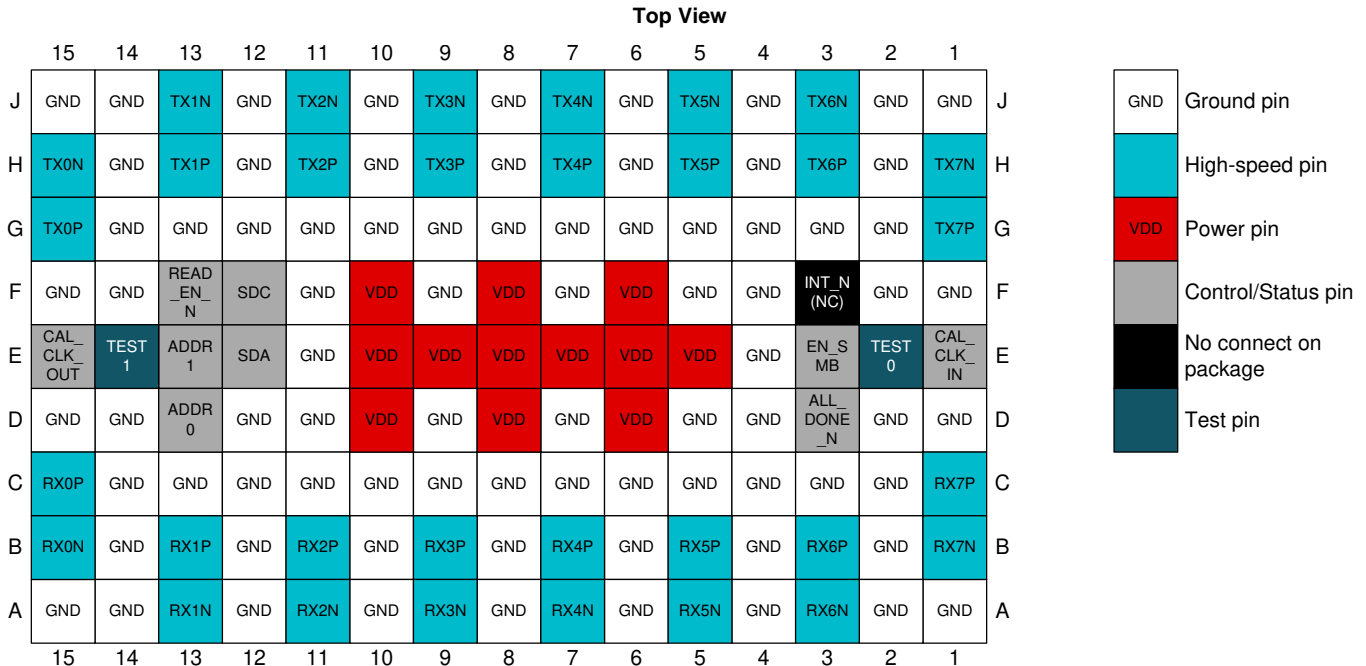 Top View
15 14 13 12 11 10 9 8 7 6 5 4 3 2 1
J GND GND TX1N GND TX2N GND TX3N GND TX4N GND TX5N GND TX6N GND GND J
H TX0N GND TX1P GND TX2P GND TX3P GND TX4P GND TX5P GND TX6P GND TX7N H
G TX0P GND GND GND GND GND GND GND GND GND GND GND GND GND TX7P G
F GND GND READ_EN_N SDC GND VDD GND VDD GND VDD GND GND INT_N (NC) GND GND F
E CAL_CLK_OUT TEST 1 ADDR 1 SDA GND VDD VDD VDD VDD VDD VDD GND EN_SMB TEST 0 CAL_CLK_IN E
D GND GND ADDR 0 GND GND VDD GND VDD GND VDD GND GND ALL_DONE_N GND GND D
C RX0P GND GND GND GND GND GND GND GND GND GND GND GND GND RX7P C
B RX0N GND RX1P GND RX2P GND RX3P GND RX4P GND RX5P GND RX6P GND RX7N B
A GND GND RX1N GND RX2N GND RX3N GND RX4N GND RX5N GND RX6N GND GND A
15 14 13 12 11 10 9 8 7 6 5 4 3 2 1
GND Ground pin
High-speed pin
VDD Power pin
Control/Status pin
No connect on
package
Test pin